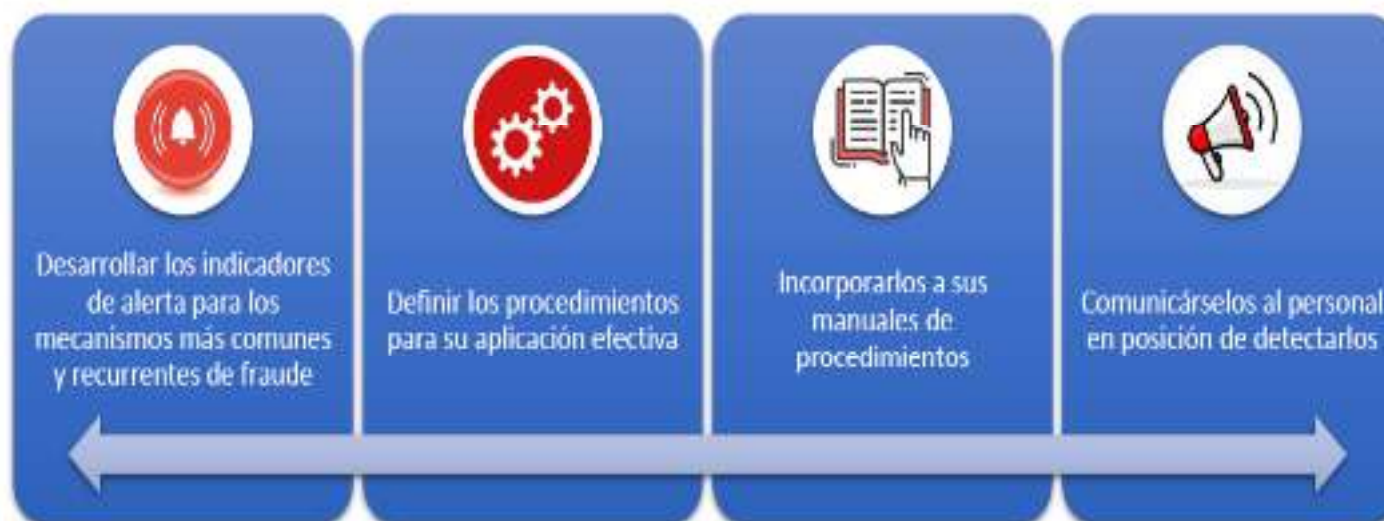 Desarrollar los indicadores
de alerta para los
mecanismos más comunes
y recurrentes de fraude
Definir los procedimientos
para su aplicación efectiva
Incorporarlos a sus
manuales de
procedimientos
Comunicárselos al personal
en posición de detectarlos